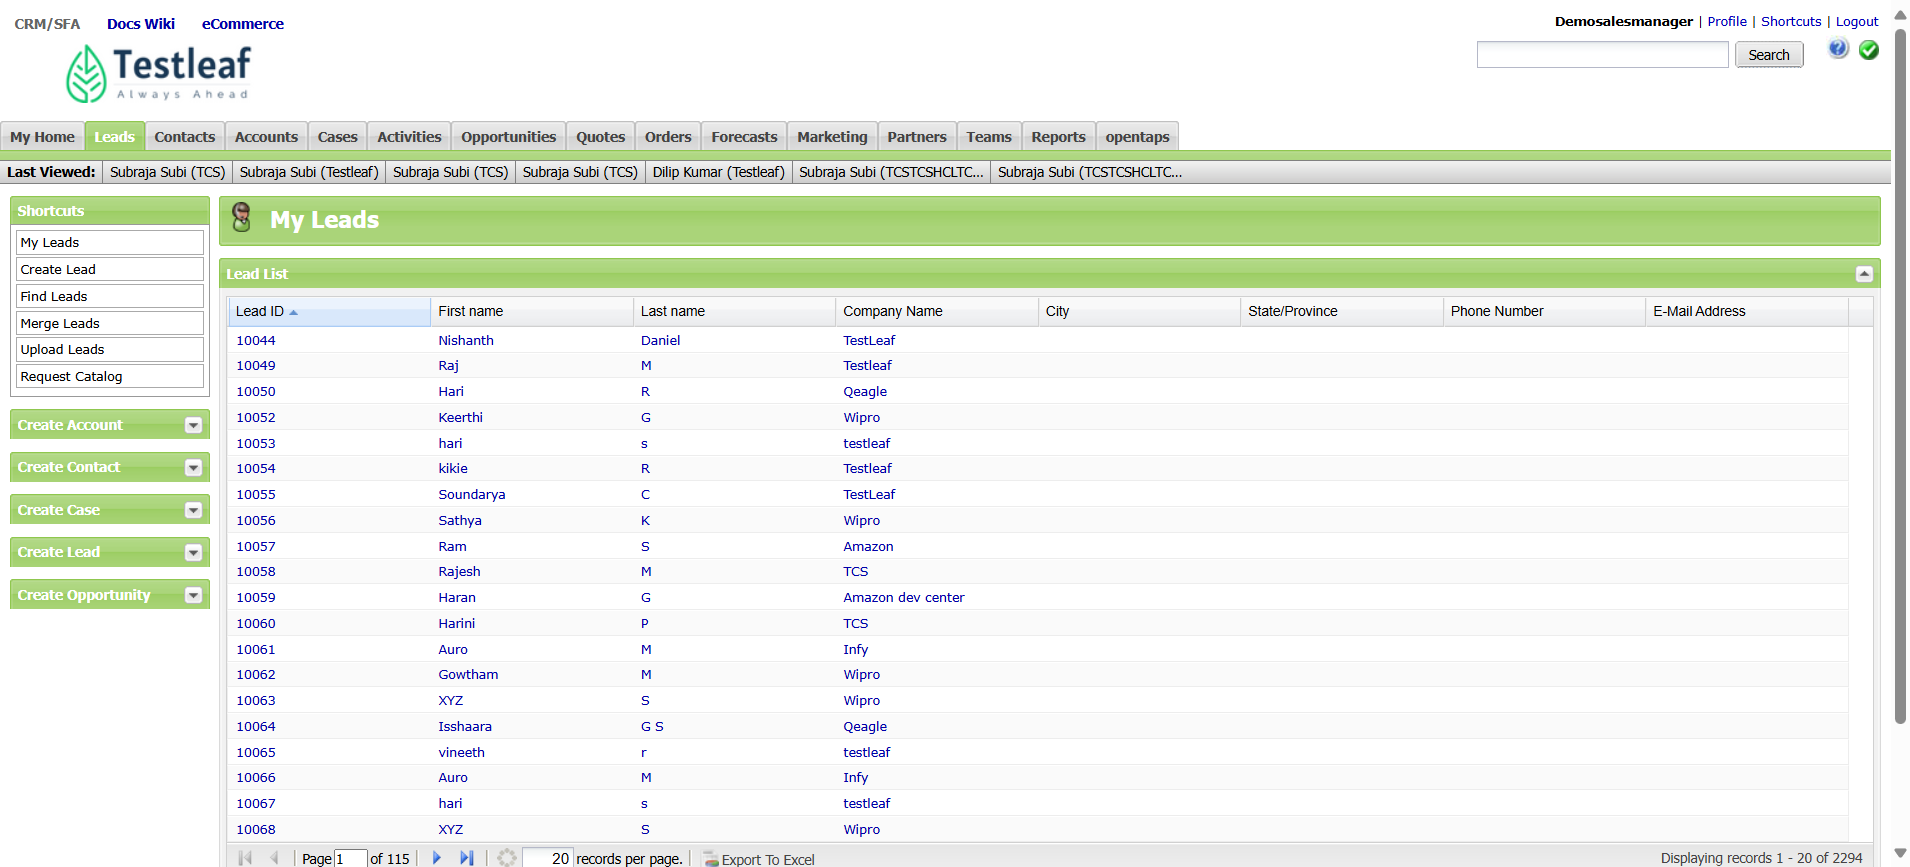 CRM/SFA Docs Wiki eCommerce
Demosalesmanager | Profile | Shortcuts | Logout
Testleaf
Always Ahead
Search
My Home Leads Contacts Accounts Cases Activities Opportunities Quotes Orders Forecasts Marketing Partners Teams Reports opentaps
Last Viewed: Subraja Subi (TCS) Subraja Subi (Testleaf) Subraja Subi (TCS) Subraja Subi (TCS) Dilip Kumar (Testleaf) Subraja Subi (TCSTCSHCLTC... Subraja Subi (TCSTCSHCLTC...
Shortcuts
My Leads
Create Lead
Find Leads
Merge Leads
Upload Leads
Request Catalog
Create Account
Create Contact
Create Case
Create Lead
Create Opportunity
My Leads
Lead List
Lead ID First name Last name Company Name City State/Province Phone Number E-Mail Address
10044 Nishanth Daniel TestLeaf
10049 Raj M Testleaf
10050 Hari R Qeagle
10052 Keerthi G Wipro
10053 hari s testleaf
10054 kikie R Testleaf
10055 Soundarya C TestLeaf
10056 Sathya K Wipro
10057 Ram S Amazon
10058 Rajesh M TCS
10059 Haran G Amazon dev center
10060 Harini P TCS
10061 Auro M Infy
10062 Gowtham M Wipro
10063 XYZ S Wipro
10064 Isshaara G S Qeagle
10065 vineeth r testleaf
10066 Auro M Infy
10067 hari s testleaf
10068 XYZ S Wipro
Page 1 of 115 20 records per page. Export To Excel Displaying records 1 - 20 of 2294